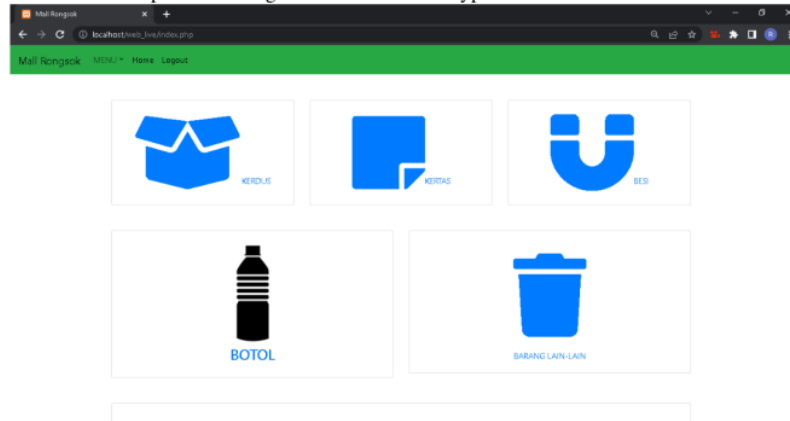 Mall Rongsok
localhost/web_live/index.php
Mall Rongsok MENU Home Logout
KERDUS KERTAS BESI
BOTOL BARANG LAIN-LAIN